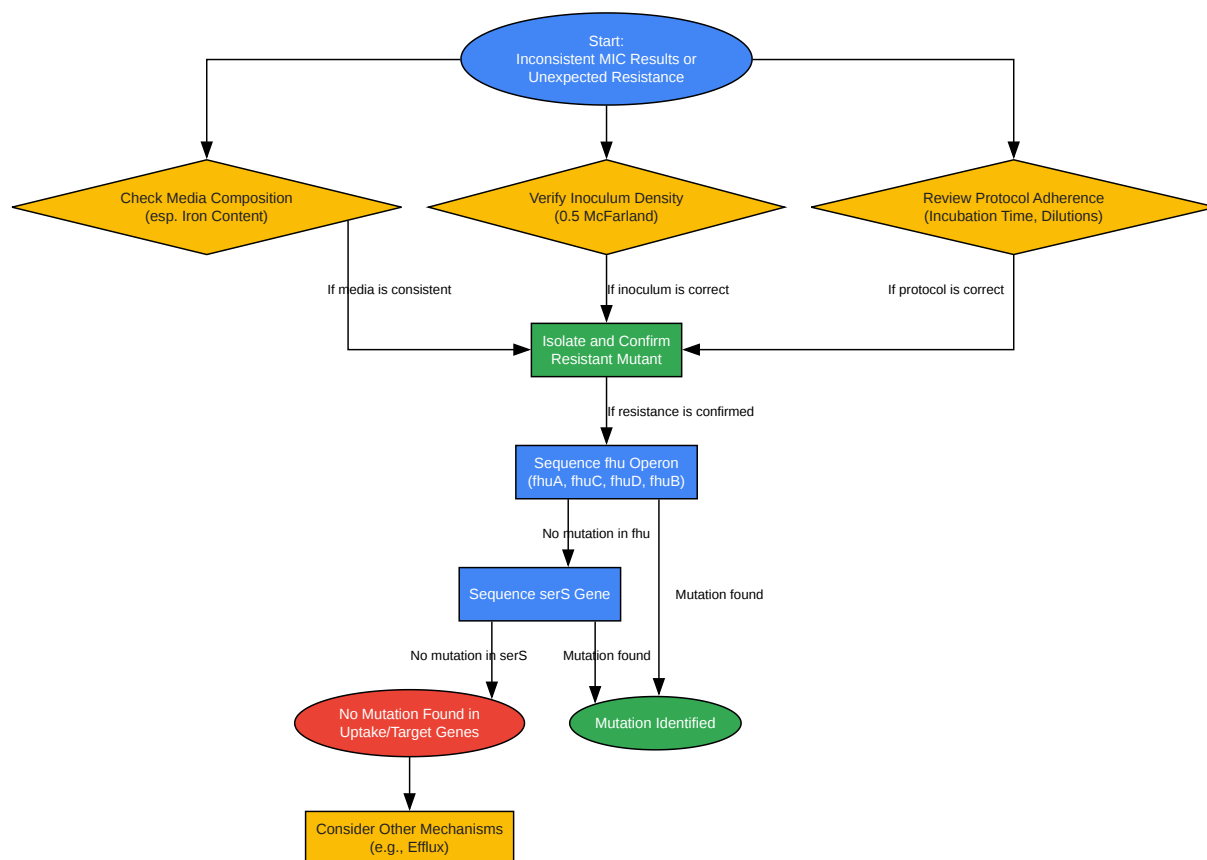 Start:
Inconsistent MIC Results or
Unexpected Resistance
Check Media Composition
(esp. Iron Content)
Verify Inoculum Density
(0.5 McFarland)
Review Protocol Adherence
(Incubation Time, Dilutions)
If media is consistent
If inoculum is correct
If protocol is correct
Isolate and Confirm
Resistant Mutant
If resistance is confirmed
Sequence fhu Operon
(fhuA, fhuC, fhuD, fhuB)
No mutation in fhu
Sequence serS Gene
Mutation found
No mutation in serS
Mutation found
No Mutation Found in
Uptake/Target Genes
Mutation Identified
Consider Other Mechanisms
(e.g., Efflux)